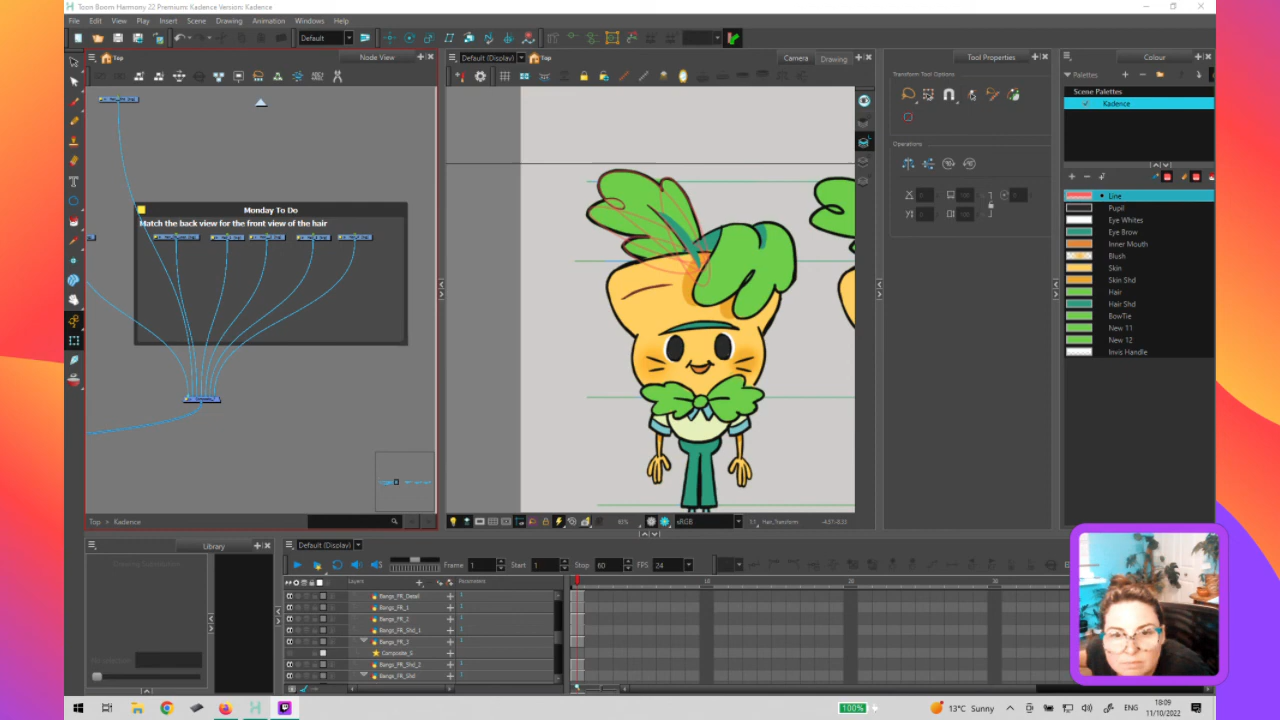 Toon Boom Harmony 22 Premium: Kadence Version: Kadence
File Edit View Play Insert Scene Drawing Animation Windows Help
Default
Top Node View
Default (Display) Top Camera Drawing
Tool Properties
Colour
Transform Tool Options
Palettes
Scene Palettes
Kadence
Operations
Line
Pupil
Eye Whites
Eye Brow
Inner Mouth
Blush
Skin
Skin Shd
Hair
Hair Shd
BowTie
New 11
New 12
Invis Handle
Monday To Do
Match the back view for the front view of the hair
Top Kadence
sRGB
Hair_Transform
Library
Default (Display)
Frame 1 Start 1 Stop 60 FPS 24
Layers Parameters
10 20 30
Bangs_FR_Detail
Bangs_FR_1
Bangs_FR_2
Bangs_FR_Shd_1
Bangs_FR_3
Composite_5
Bangs_FR_Shd_2
Bangs_FR_Shd
100%
13°C Sunny
ENG
18:09
11/10/2022